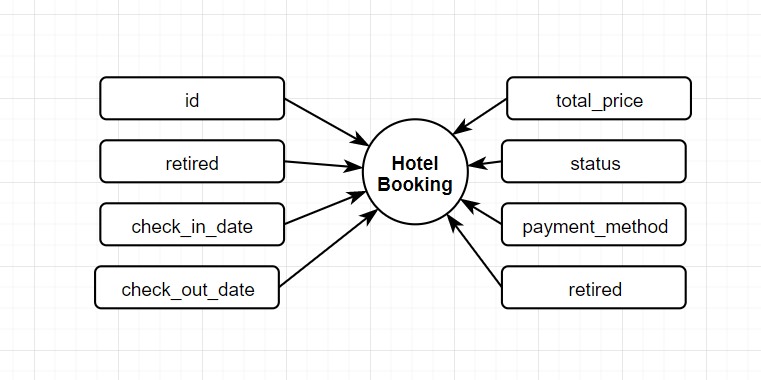 id
retired
check_in_date
check_out_date
Hotel
Booking
total_price
status
payment_method
retired